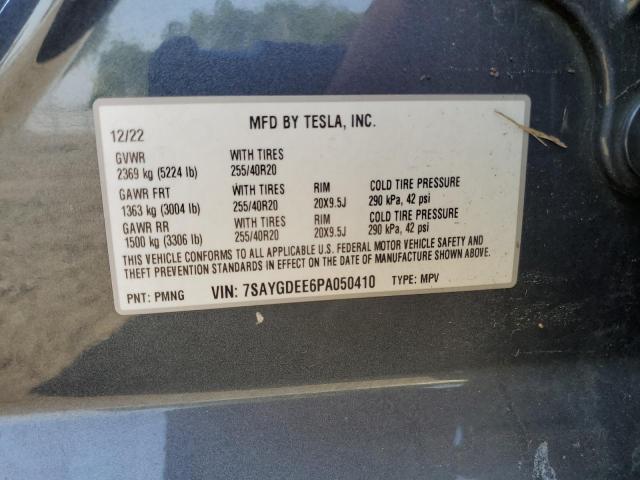 MFD BY TESLA, INC.
12/22
GVWR WITH TIRES
2369 kg (5224 lb) 255/40R20
GAWR FRT WITH TIRES RIM COLD TIRE PRESSURE
1363 kg (3004 lb) 255/40R20 20X9.5J 290 kPa, 42 psi
GAWR RR WITH TIRES RIM COLD TIRE PRESSURE
1500 kg (3306 lb) 255/40R20 20X9.5J 290 kPa, 42 psi
THIS VEHICLE CONFORMS TO ALL APPLICABLE U.S. FEDERAL MOTOR VEHICLE SAFETY AND
THEFT PREVENTION STANDARDS IN EFFECT ON THE DATE OF MANUFACTURE SHOWN ABOVE.
PNT: PMNG VIN: 7SAYGDEE6PA050410 TYPE: MPV